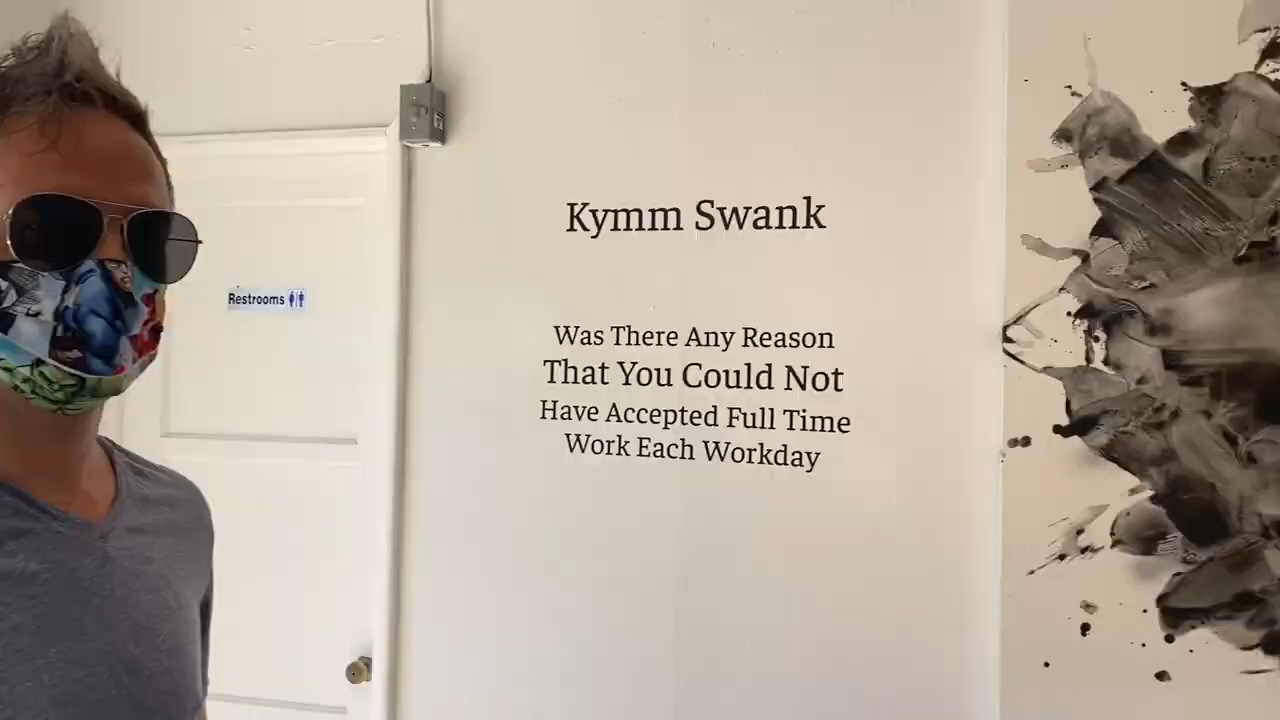 Restrooms
Kymm Swank
Was There Any Reason
That You Could Not
Have Accepted Full Time
Work Each Workday